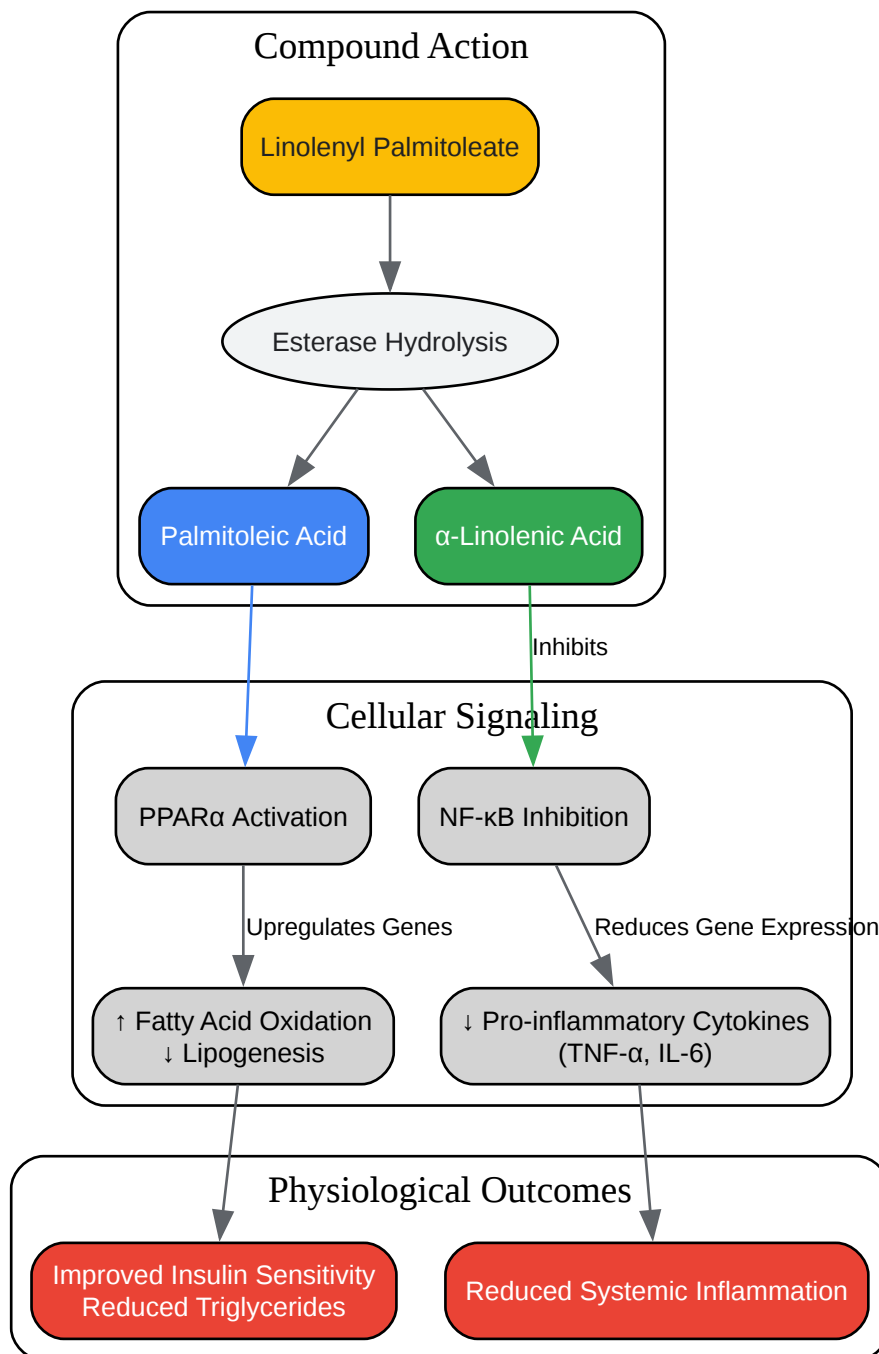 Compound Action
Linolenyl Palmitoleate
Esterase Hydrolysis
Palmitoleic Acid
α-Linolenic Acid
Inhibits
Cellular Signaling
PPARα Activation
NF-κB Inhibition
Upregulates Genes
Reduces Gene Expression
↑ Fatty Acid Oxidation
↓ Lipogenesis
↓ Pro-inflammatory Cytokines
(TNF-α, IL-6)
Physiological Outcomes
Improved Insulin Sensitivity
Reduced Triglycerides
Reduced Systemic Inflammation